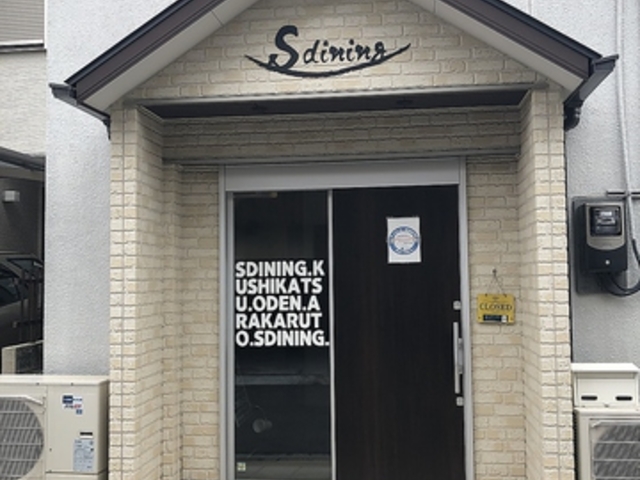 Sdining
SDINING.K
USHIKATS
U.ODEN.A
RAKARUT
O.SDINING.
CLOSED